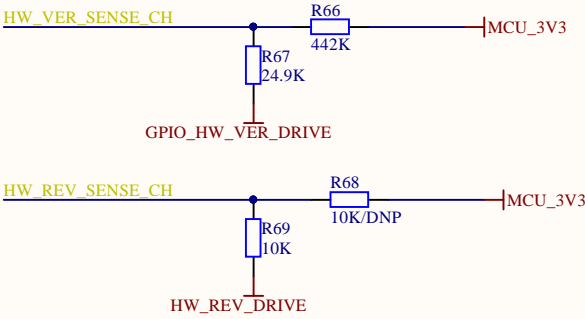 HW_VER_SENSE_CH
R66
442K
MCU_3V3
R67
24.9K
GPIO_HW_VER_DRIVE
HW_REV_SENSE_CH
R68
10K/DNP
MCU_3V3
R69
10K
HW_REV_DRIVE